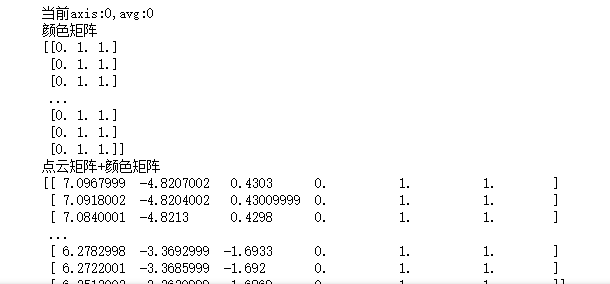 当前axis:0,avg:0
颜色矩阵
[[0. 1. 1.]
[0. 1. 1.]
[0. 1. 1.]
...
[0. 1. 1.]
[0. 1. 1.]
[0. 1. 1.]]
点云矩阵+颜色矩阵
[[ 7.0967999 -4.8207002 0.4303 0. 1. 1. ]
[ 7.0918002 -4.8204002 0.43009999 0. 1. 1. ]
[ 7.0840001 -4.8213 0.4298 0. 1. 1. ]
...
[ 6.2782998 -3.3692999 -1.6933 0. 1. 1. ]
[ 6.2722001 -3.3685999 -1.692 0. 1. 1. ]